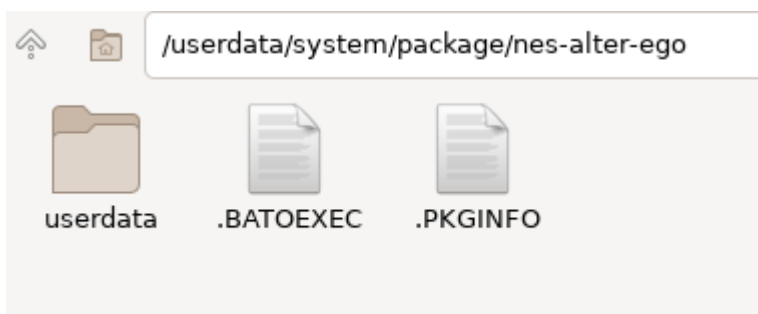 /userdata/system/package/nes-alter-ego
userdata .BATOEXEC .PKGINFO